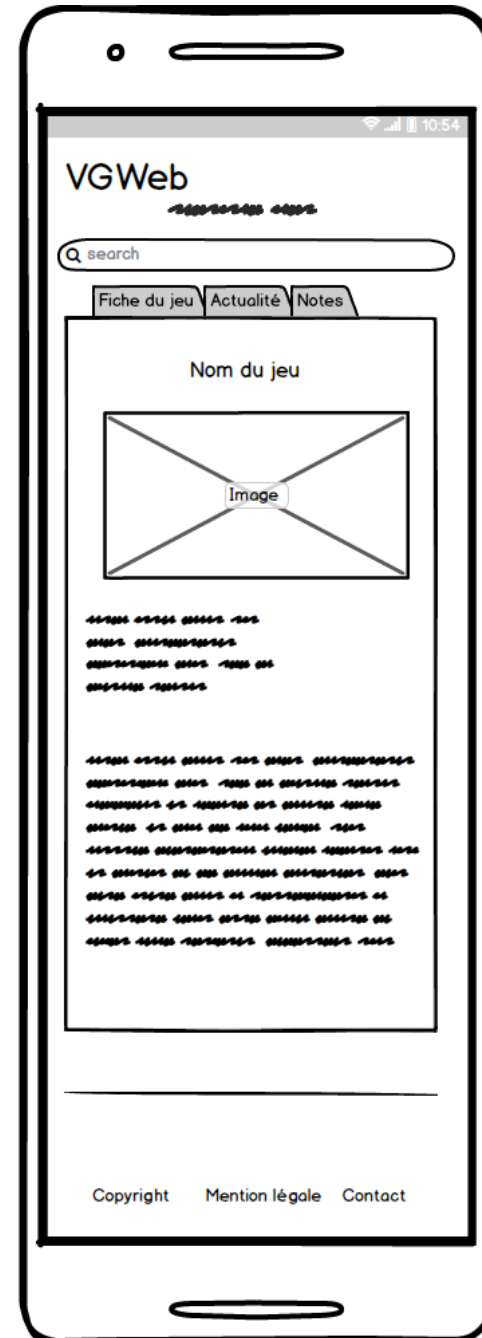 10:54
VGWeb
search
Fiche du jeu Actualité Notes
Nom du jeu
Image
Copyright Mention légale Contact